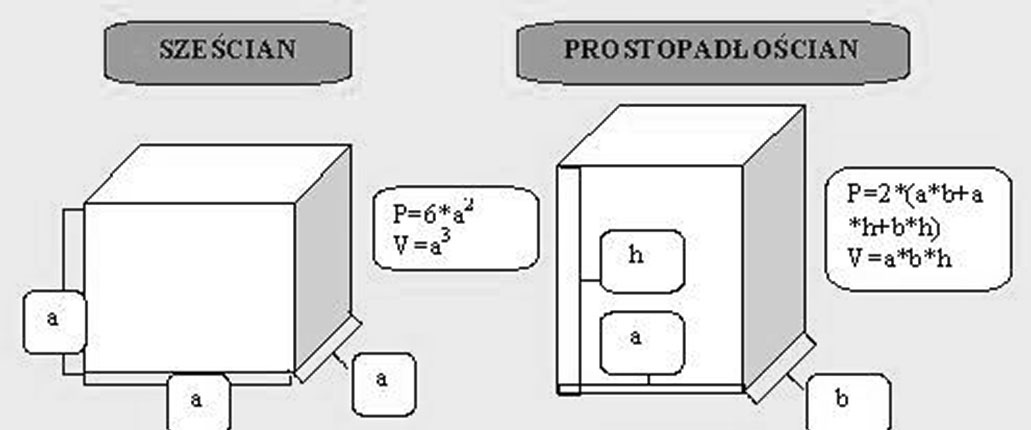 SZEŚCIAN
PROSTOPADŁOŚCIAN
P=6*a²
V=a³
a
a
a
h
a
b
P=2*(a*b+a
*h+b*h)
V=a*b*h